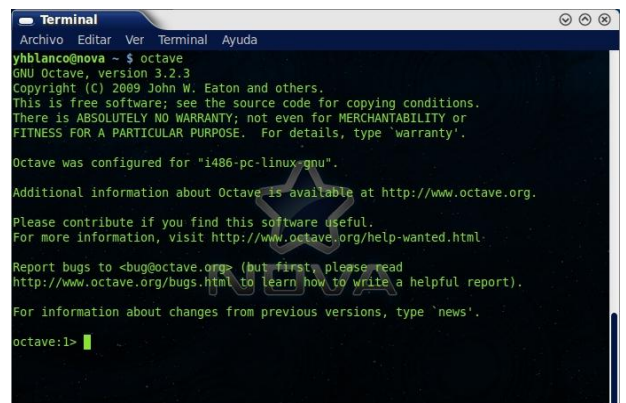 Terminal
Archivo Editar Ver Terminal Ayuda
yhblanco@nova ~ $ octave
GNU Octave, version 3.2.3
Copyright (C) 2009 John W. Eaton and others.
This is free software; see the source code for copying conditions.
There is ABSOLUTELY NO WARRANTY; not even for MERCHANTABILITY or
FITNESS FOR A PARTICULAR PURPOSE.  For details, type `warranty'.
Octave was configured for "i486-pc-linux-gnu".
Additional information about Octave is available at http://www.octave.org.
Please contribute if you find this software useful.
For more information, visit http://www.octave.org/help-wanted.html
Report bugs to <bug@octave.org> (but first, please read
http://www.octave.org/bugs.html to learn how to write a helpful report).
NOVA
For information about changes from previous versions, type `news'.
octave:1>